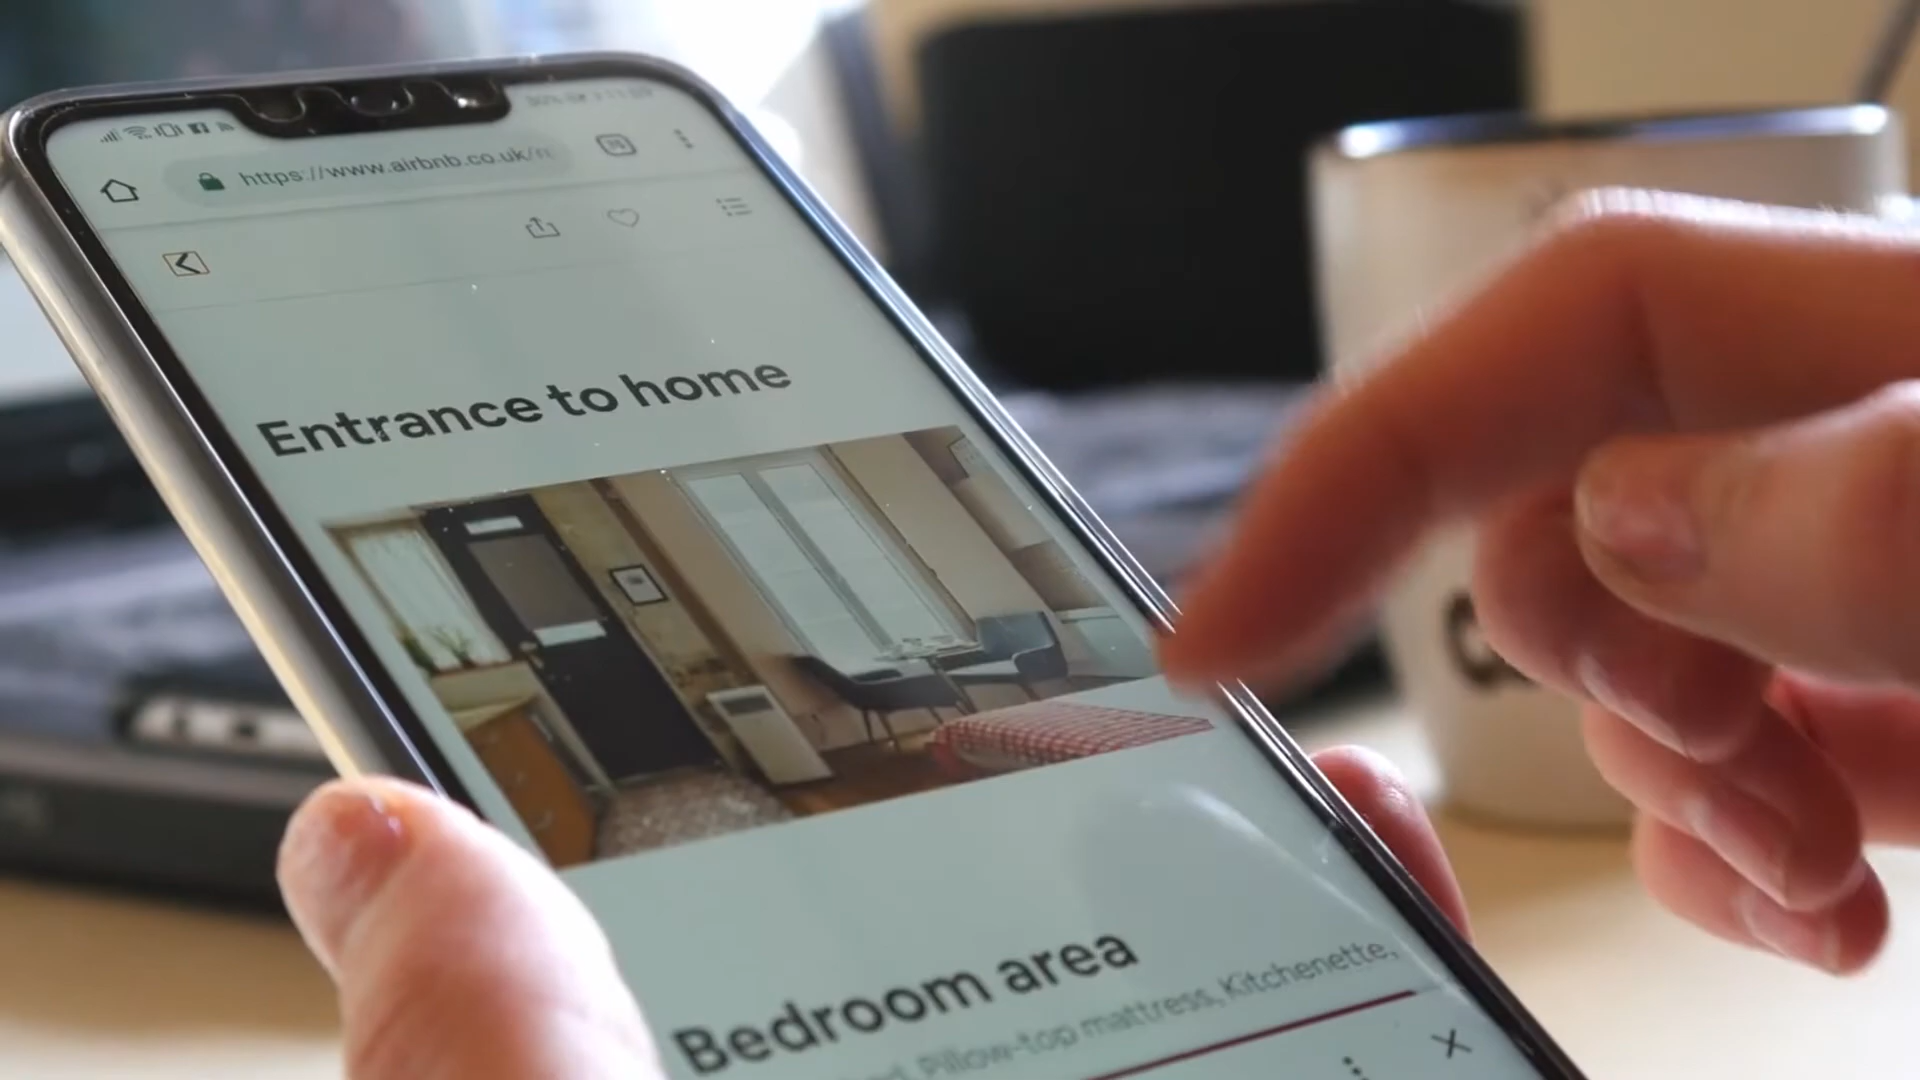 https://www.airbnb.co.uk/r
Entrance to home
Bedroom area
Pillow-top mattress, Kitchenette,